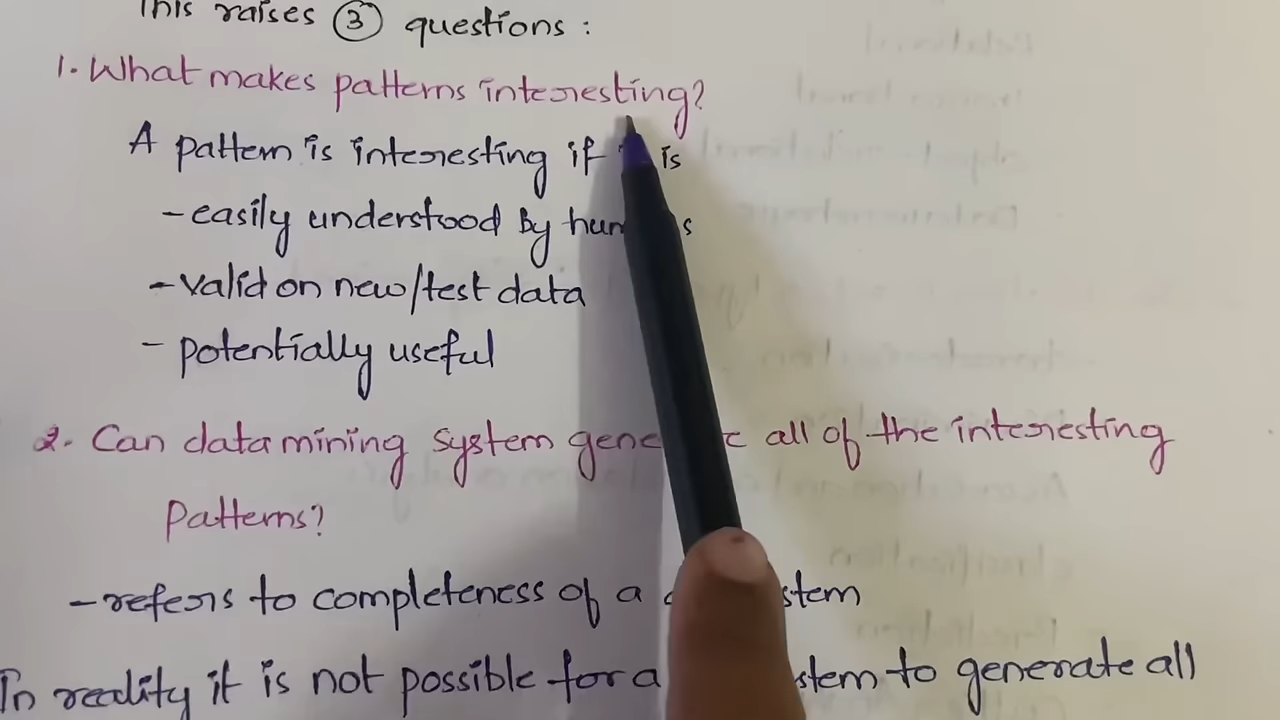 This raises 3 questions :
1. What makes patterns interesting?
A pattern is interesting if is
- easily understood by
- valid on new/test data
- potentially useful
2. Can data mining system all of the interesting
Patterns?
- refers to completeness of a
In reality it is not possible for a to generate all